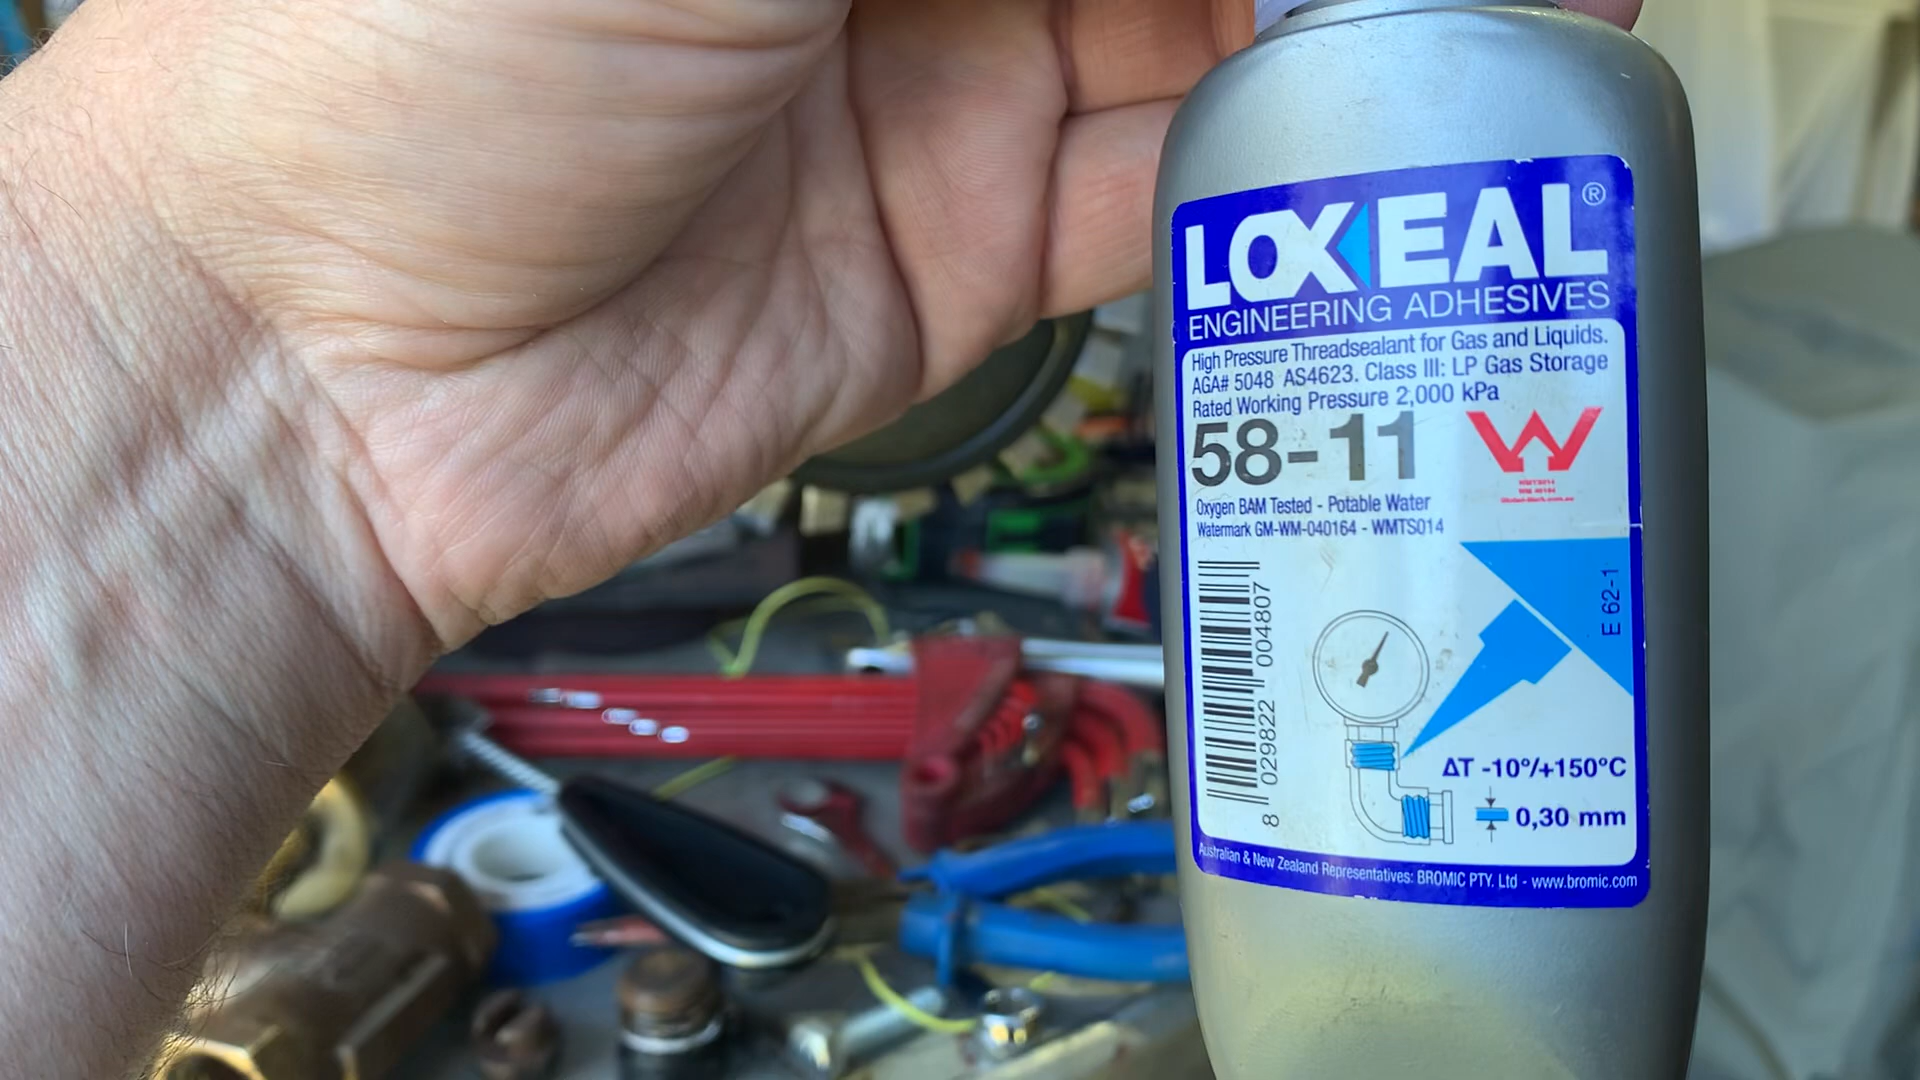 LOXEAL®
ENGINEERING ADHESIVES
High Pressure Threadsealant for Gas and Liquids.
AGA# 5048 AS4623. Class III: LP Gas Storage
Rated Working Pressure 2,000 kPa
58-11
W
Oxygen BAM Tested - Potable Water
Watermark GM-WM-040164 - WMTS014
8 029822 004807
E 62-1
ΔT -10°/+150°C
0,30 mm
Australian & New Zealand Representatives: BROMIC PTY. Ltd - www.bromic.com